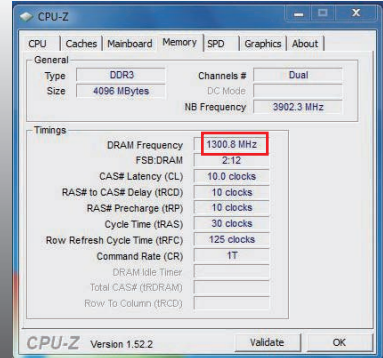 CPU-Z
CPU Caches Mainboard Memory SPD Graphics About
General
Type DDR3 Channels # Dual
Size 4096 MBytes DC Mode
NB Frequency 3902.3 MHz
Timings
DRAM Frequency 1300.8 MHz
FSB:DRAM 2:12
CAS# Latency (CL) 10.0 clocks
RAS# to CAS# Delay (tRCD) 10 clocks
RAS# Precharge (tRP) 10 clocks
Cycle Time (tRAS) 30 clocks
Row Refresh Cycle Time (tRFC) 125 clocks
Command Rate (CR) 1T
DRAM Idle Timer
Total CAS# (tRDRAM)
Row To Column (tRCD)
CPU-Z Version 1.52.2 Validate OK